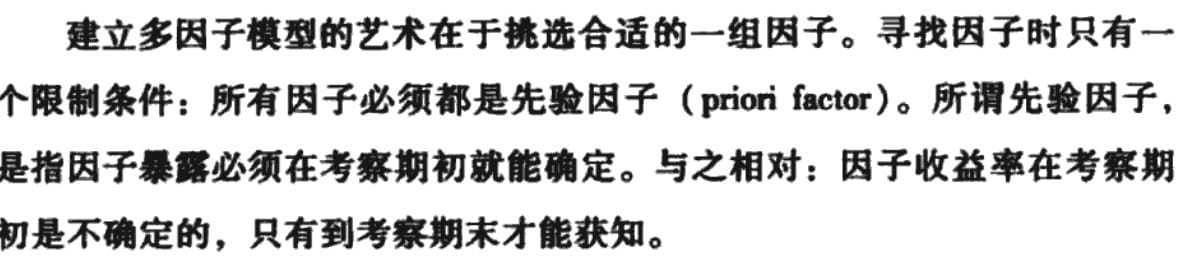 建立多因子模型的艺术在于挑选合适的一组因子。寻找因子时只有一
个限制条件：所有因子必须都是先验因子（priori factor）。所谓先验因子，
是指因子暴露必须在考察期初就能确定。与之相对：因子收益率在考察期
初是不确定的，只有到考察期末才能获知。